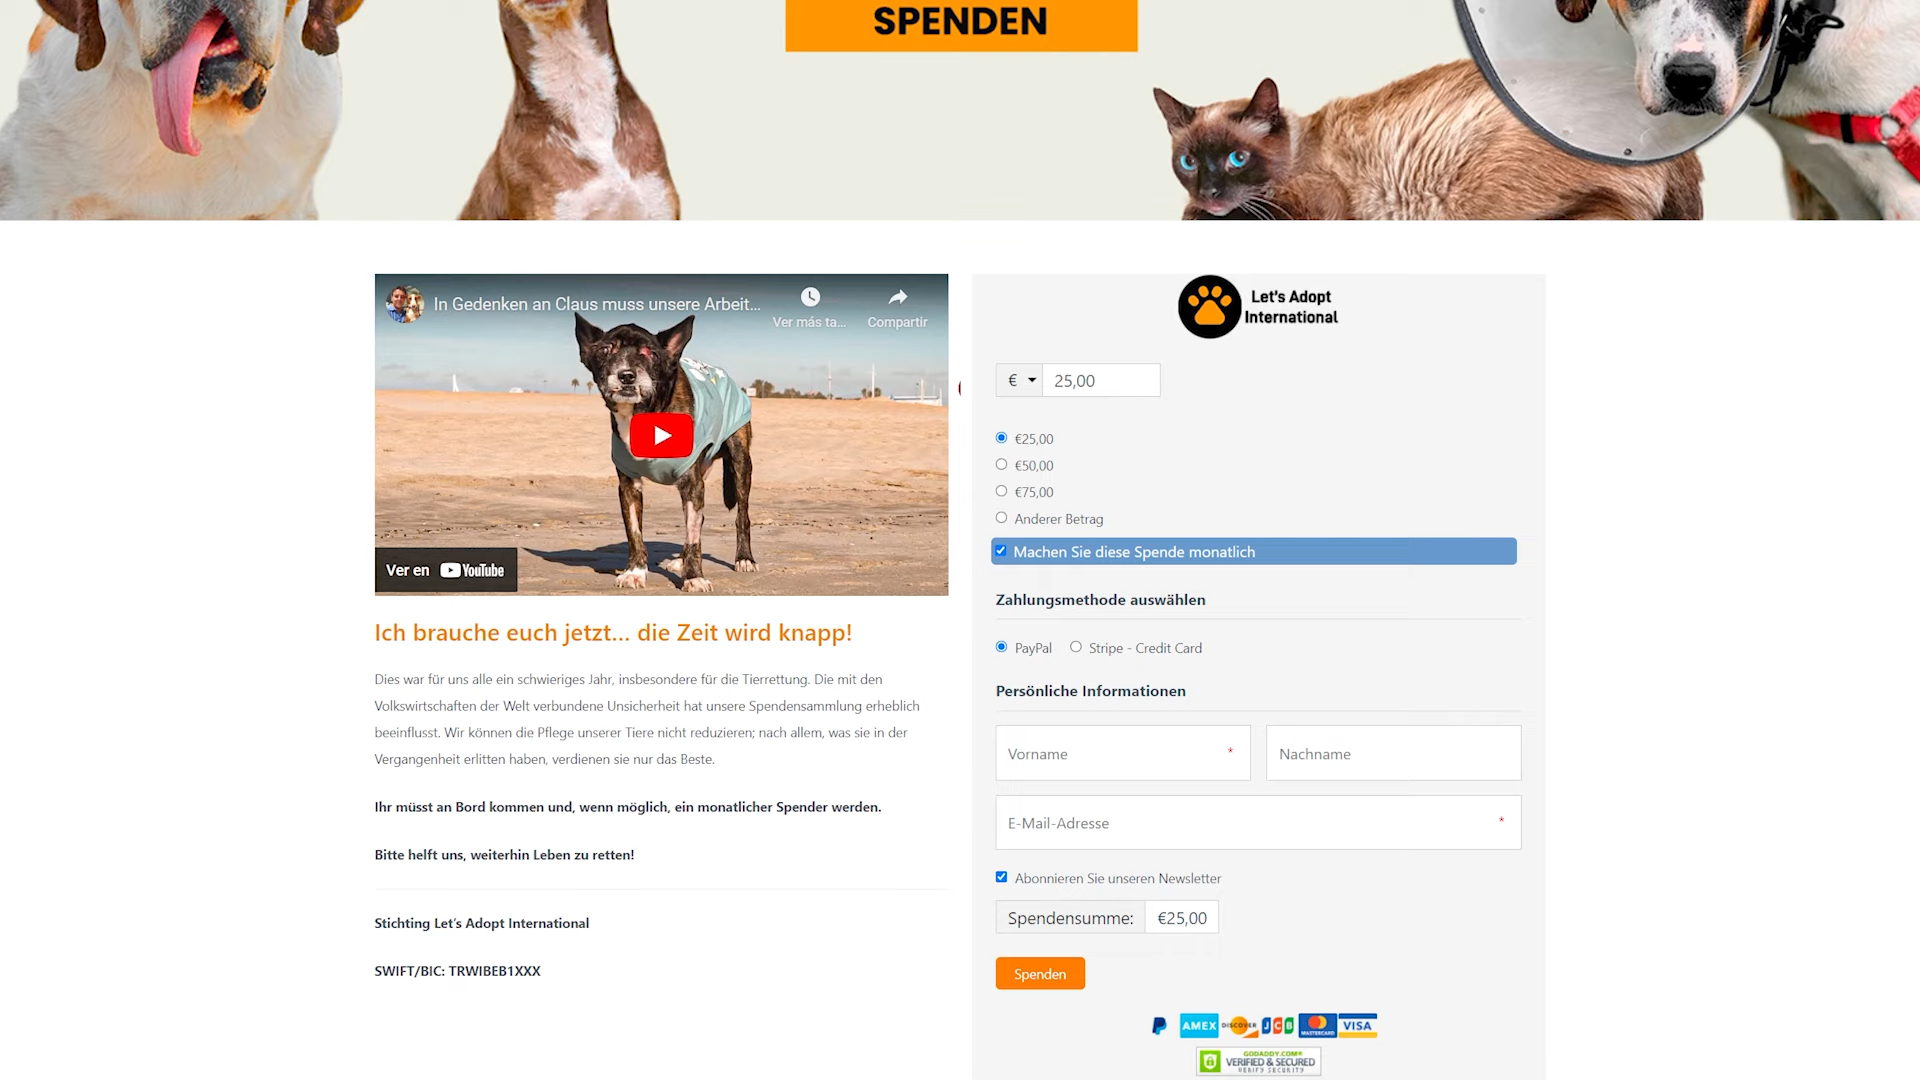 SPENDEN
In Gedenken an Claus muss unsere Arbeit...
Ver más ta...
Compartir
Ver en YouTube
Ich brauche euch jetzt... die Zeit wird knapp!
Dies war für uns alle ein schwieriges Jahr, insbesondere für die Tierrettung. Die mit den
Volkswirtschaften der Welt verbundene Unsicherheit hat unsere Spendensammlung erheblich
beeinflusst. Wir können die Pflege unserer Tiere nicht reduzieren; nach allem, was sie in der
Vergangenheit erlitten haben, verdienen sie nur das Beste.
Ihr müsst an Bord kommen und, wenn möglich, ein monatlicher Spender werden.
Bitte helft uns, weiterhin Leben zu retten!
Stichting Let's Adopt International
SWIFT/BIC: TRWIBEB1XXX
Let's Adopt
International
€ 25,00
€25,00
€50,00
€75,00
Anderer Betrag
Machen Sie diese Spende monatlich
Zahlungsmethode auswählen
PayPal Stripe - Credit Card
Persönliche Informationen
Vorname * Nachname
E-Mail-Adresse *
Abonnieren Sie unseren Newsletter
Spendensumme: €25,00
Spenden
P AMEX DISCOVER JCB MASTERCARD VISA
GODADDY.COM®
VERIFIED & SECURED
VERIFY SECURITY